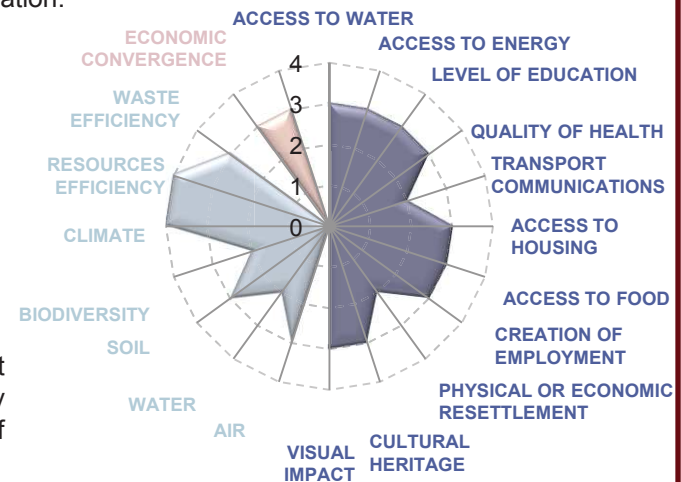 ation.
ACCESS TO WATER
ECONOMIC
CONVERGENCE
ACCESS TO ENERGY
4
LEVEL OF EDUCATION
WASTE
EFFICIENCY
3
QUALITY OF HEALTH
2
RESOURCES
EFFICIENCY
TRANSPORT
COMMUNICATIONS
1
0
CLIMATE
ACCESS TO
HOUSING
BIODIVERSITY
ACCESS TO FOOD
SOIL
CREATION OF
EMPLOYMENT
t
y
f
WATER
PHYSICAL OR ECONOMIC
RESETTLEMENT
AIR
VISUAL
IMPACT
CULTURAL
HERITAGE